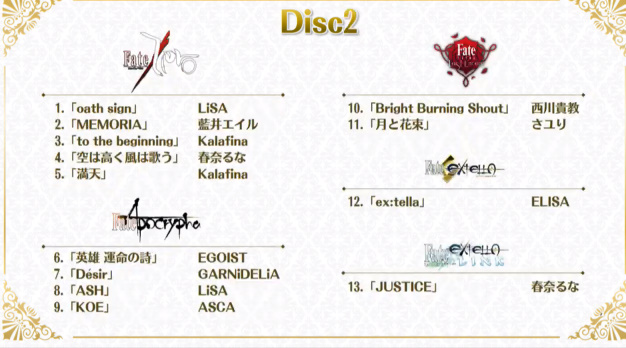 Disc2
Fate Zero
1.「oath sign」 LiSA
2.「MEMORIA」 藍井エイル
3.「to the beginning」 Kalafina
4.「空は高く風は歌う」 春奈るな
5.「満天」 Kalafina
Fate Apocrypha
6.「英雄 運命の詩」 EGOIST
7.「Désir」 GARNiDELiA
8.「ASH」 LiSA
9.「KOE」 ASCA
Fate
10.「Bright Burning Shout」 西川貴教
11.「月と花束」 さユり
Fate EXTELLA
12.「ex:tella」 ELISA
Fate EXTELLA
LINK
13.「JUSTICE」 春奈るな